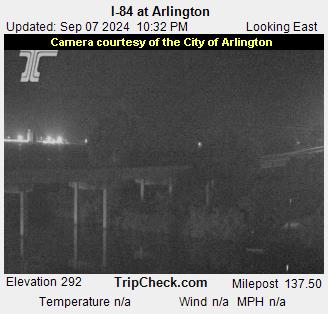 I-84 at Arlington
Updated: Sep 07 2024 10:32 PM Looking East
Camera courtesy of the City of Arlington
Elevation 292 TripCheck.com Milepost 137.50
Temperature n/a Wind n/a MPH n/a